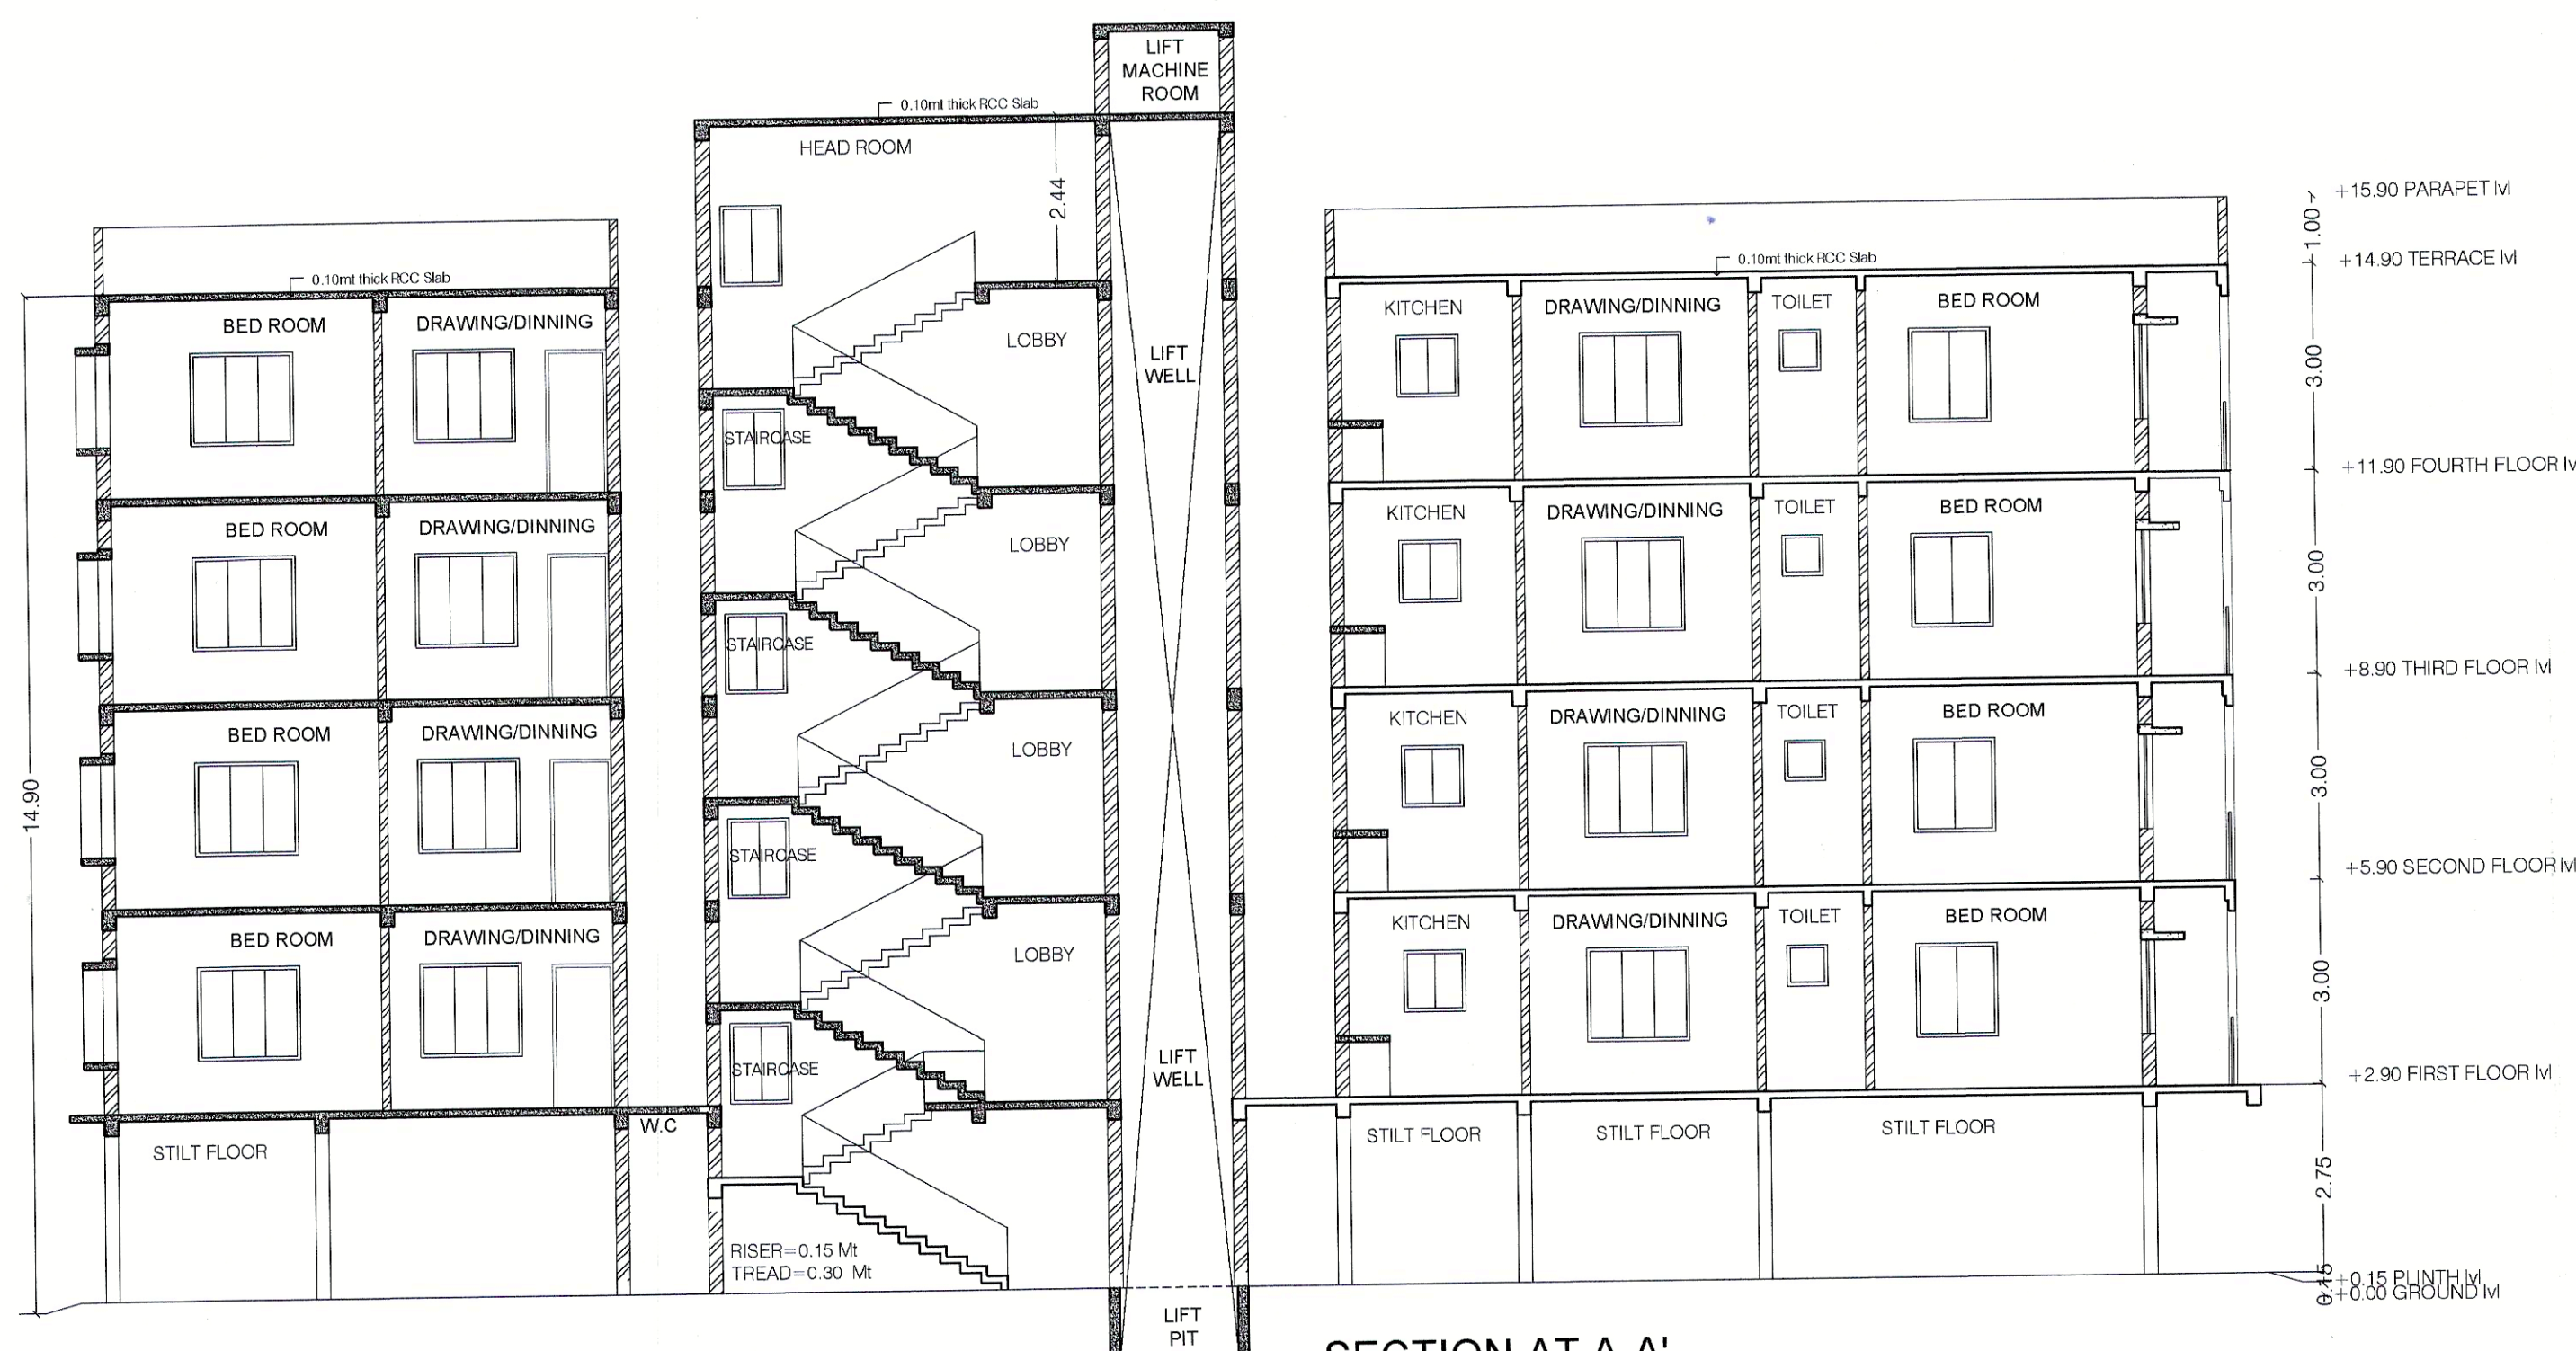 LIFT
MACHINE
ROOM
0.10mt thick RCC Slab
HEAD ROOM
2.44
+15.90 PARAPET lvl
1.00
0.10mt thick RCC Slab
0.10mt thick RCC Slab
+14.90 TERRACE lvl
BED ROOM
DRAWING/DINNING
LOBBY
LIFT
WELL
KITCHEN
DRAWING/DINNING
TOILET
BED ROOM
3.00
STAIRCASE
+11.90 FOURTH FLOOR lv
BED ROOM
DRAWING/DINNING
LOBBY
KITCHEN
DRAWING/DINNING
TOILET
BED ROOM
3.00
STAIRCASE
+8.90 THIRD FLOOR lvl
BED ROOM
DRAWING/DINNING
LOBBY
KITCHEN
DRAWING/DINNING
TOILET
BED ROOM
3.00
14.90
STAIRCASE
+5.90 SECOND FLOOR lvl
BED ROOM
DRAWING/DINNING
LOBBY
KITCHEN
DRAWING/DINNING
TOILET
BED ROOM
3.00
STAIRCASE
LIFT
WELL
+2.90 FIRST FLOOR lvl
W.C
STILT FLOOR
STILT FLOOR
STILT FLOOR
STILT FLOOR
2.75
RISER=0.15 Mt
TREAD=0.30 Mt
0.15
+0.15 PLINTH lvl
+0.00 GROUND lvl
LIFT
PIT
SECTION AT A-A'